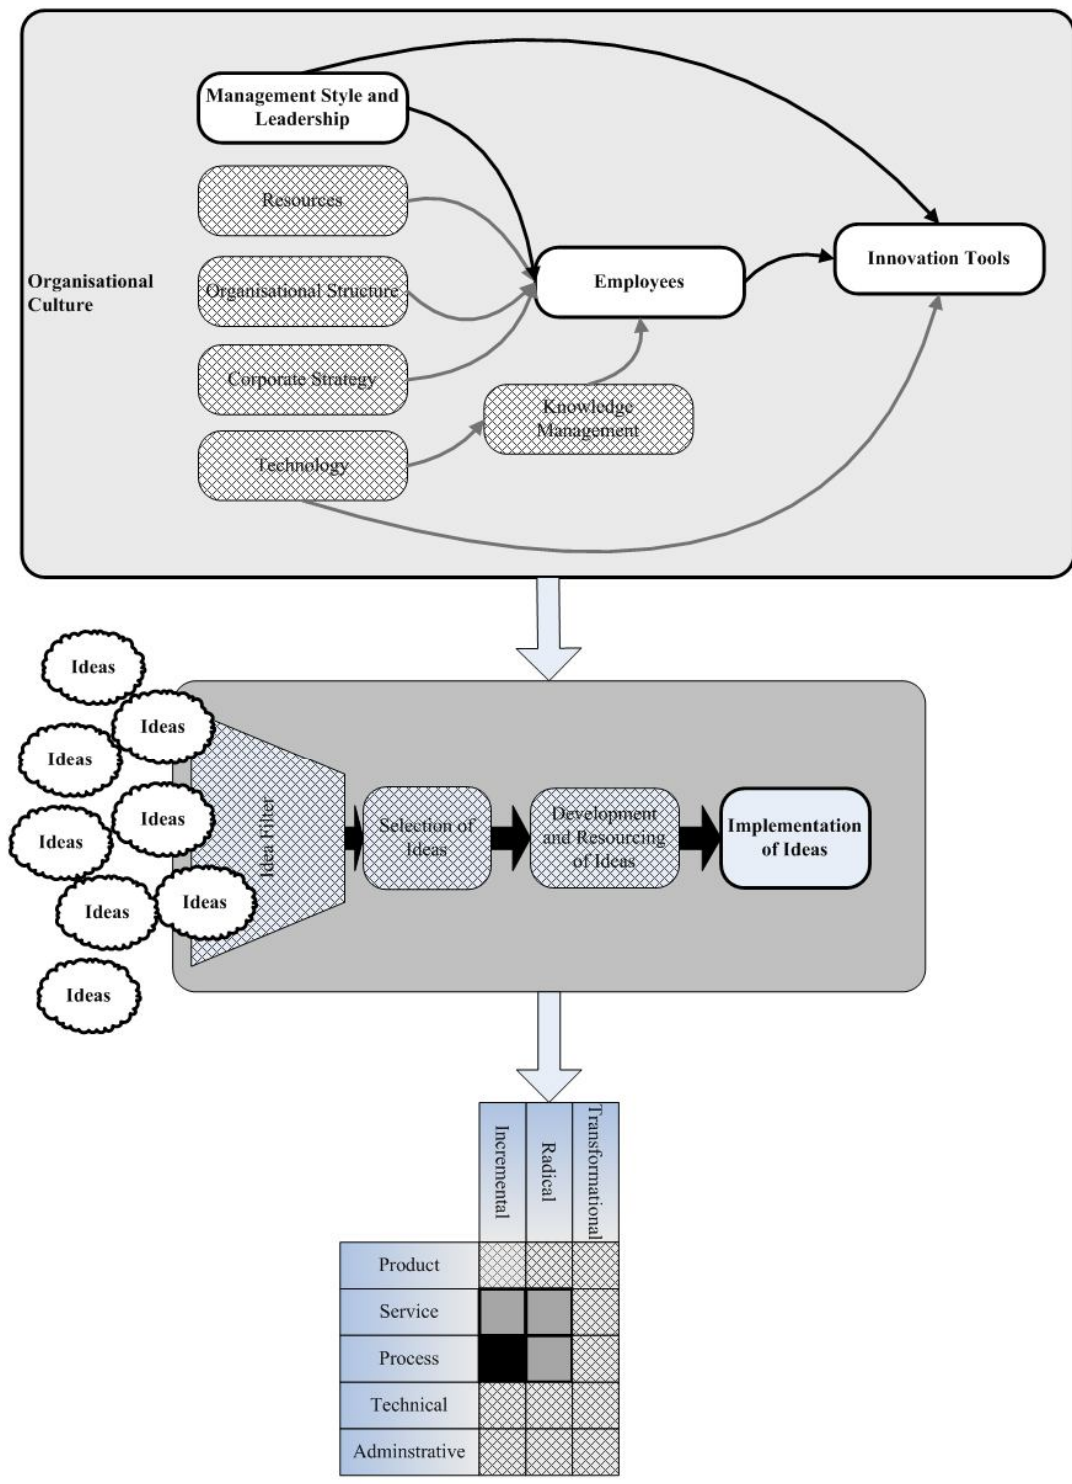 Management Style and
Leadership
Resources
Organisational Structure
Corporate Strategy
Technology
Organisational
Culture
Employees
Innovation Tools
Knowledge
Management
Ideas
Ideas
Ideas
Ideas
Ideas
Ideas
Ideas
Ideas
Idea Filter
Selection of
Ideas
Development
and Resourcing
of Ideas
Implementation
of Ideas
Incremental
Radical
Transformational
Product
Service
Process
Technical
Adminstrative